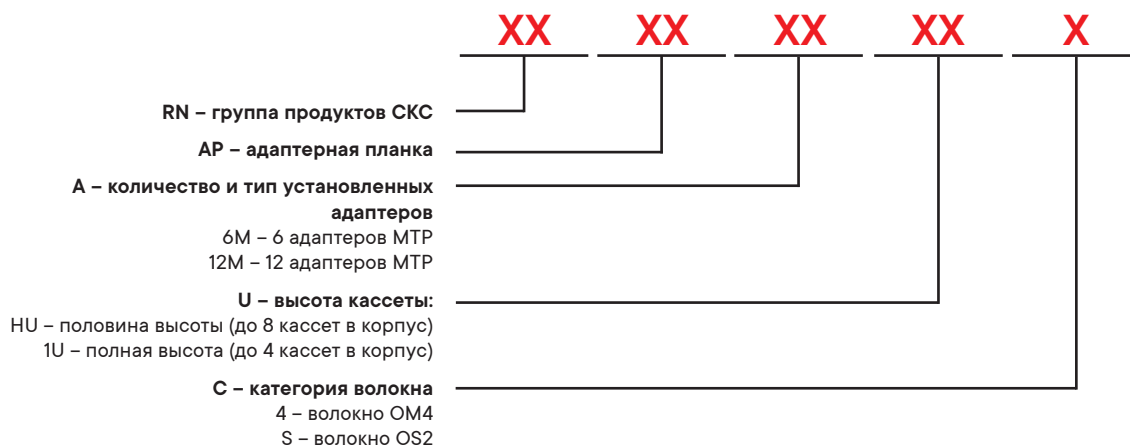 XX XX XX XX X
RN – группа продуктов СКС
AP – адаптерная планка
A – количество и тип установленных
адаптеров
6M – 6 адаптеров MTP
12M – 12 адаптеров MTP
U – высота кассеты:
HU – половина высоты (до 8 кассет в корпус)
1U – полная высота (до 4 кассет в корпус)
C – категория волокна
4 – волокно OM4
S – волокно OS2